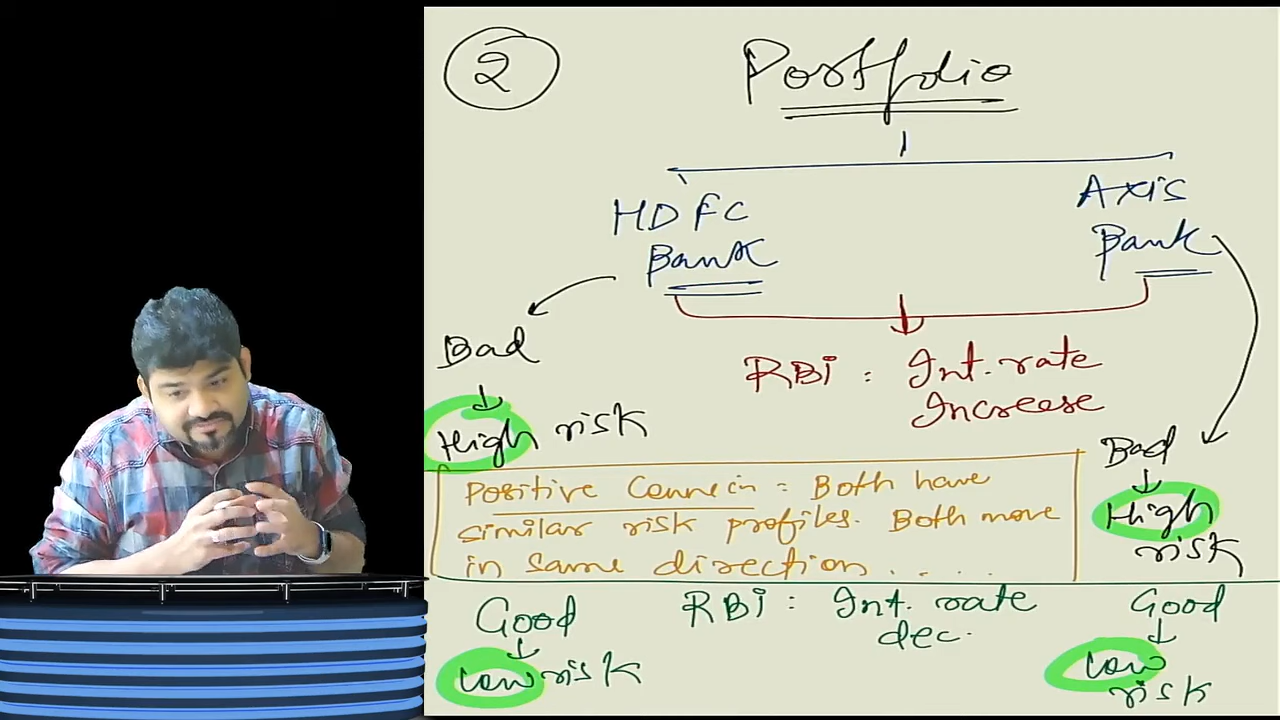 2
Portfolio
HDFC
Bank
Axis
Bank
RBI : Int. rate
Increase
Bad
High risk
Bad
High
risk
Positive : Both have
similar risk profiles. Both move
in same direction . . . .
RBI : Int. rate
dec.
Good
Low risk
Good
Low
risk